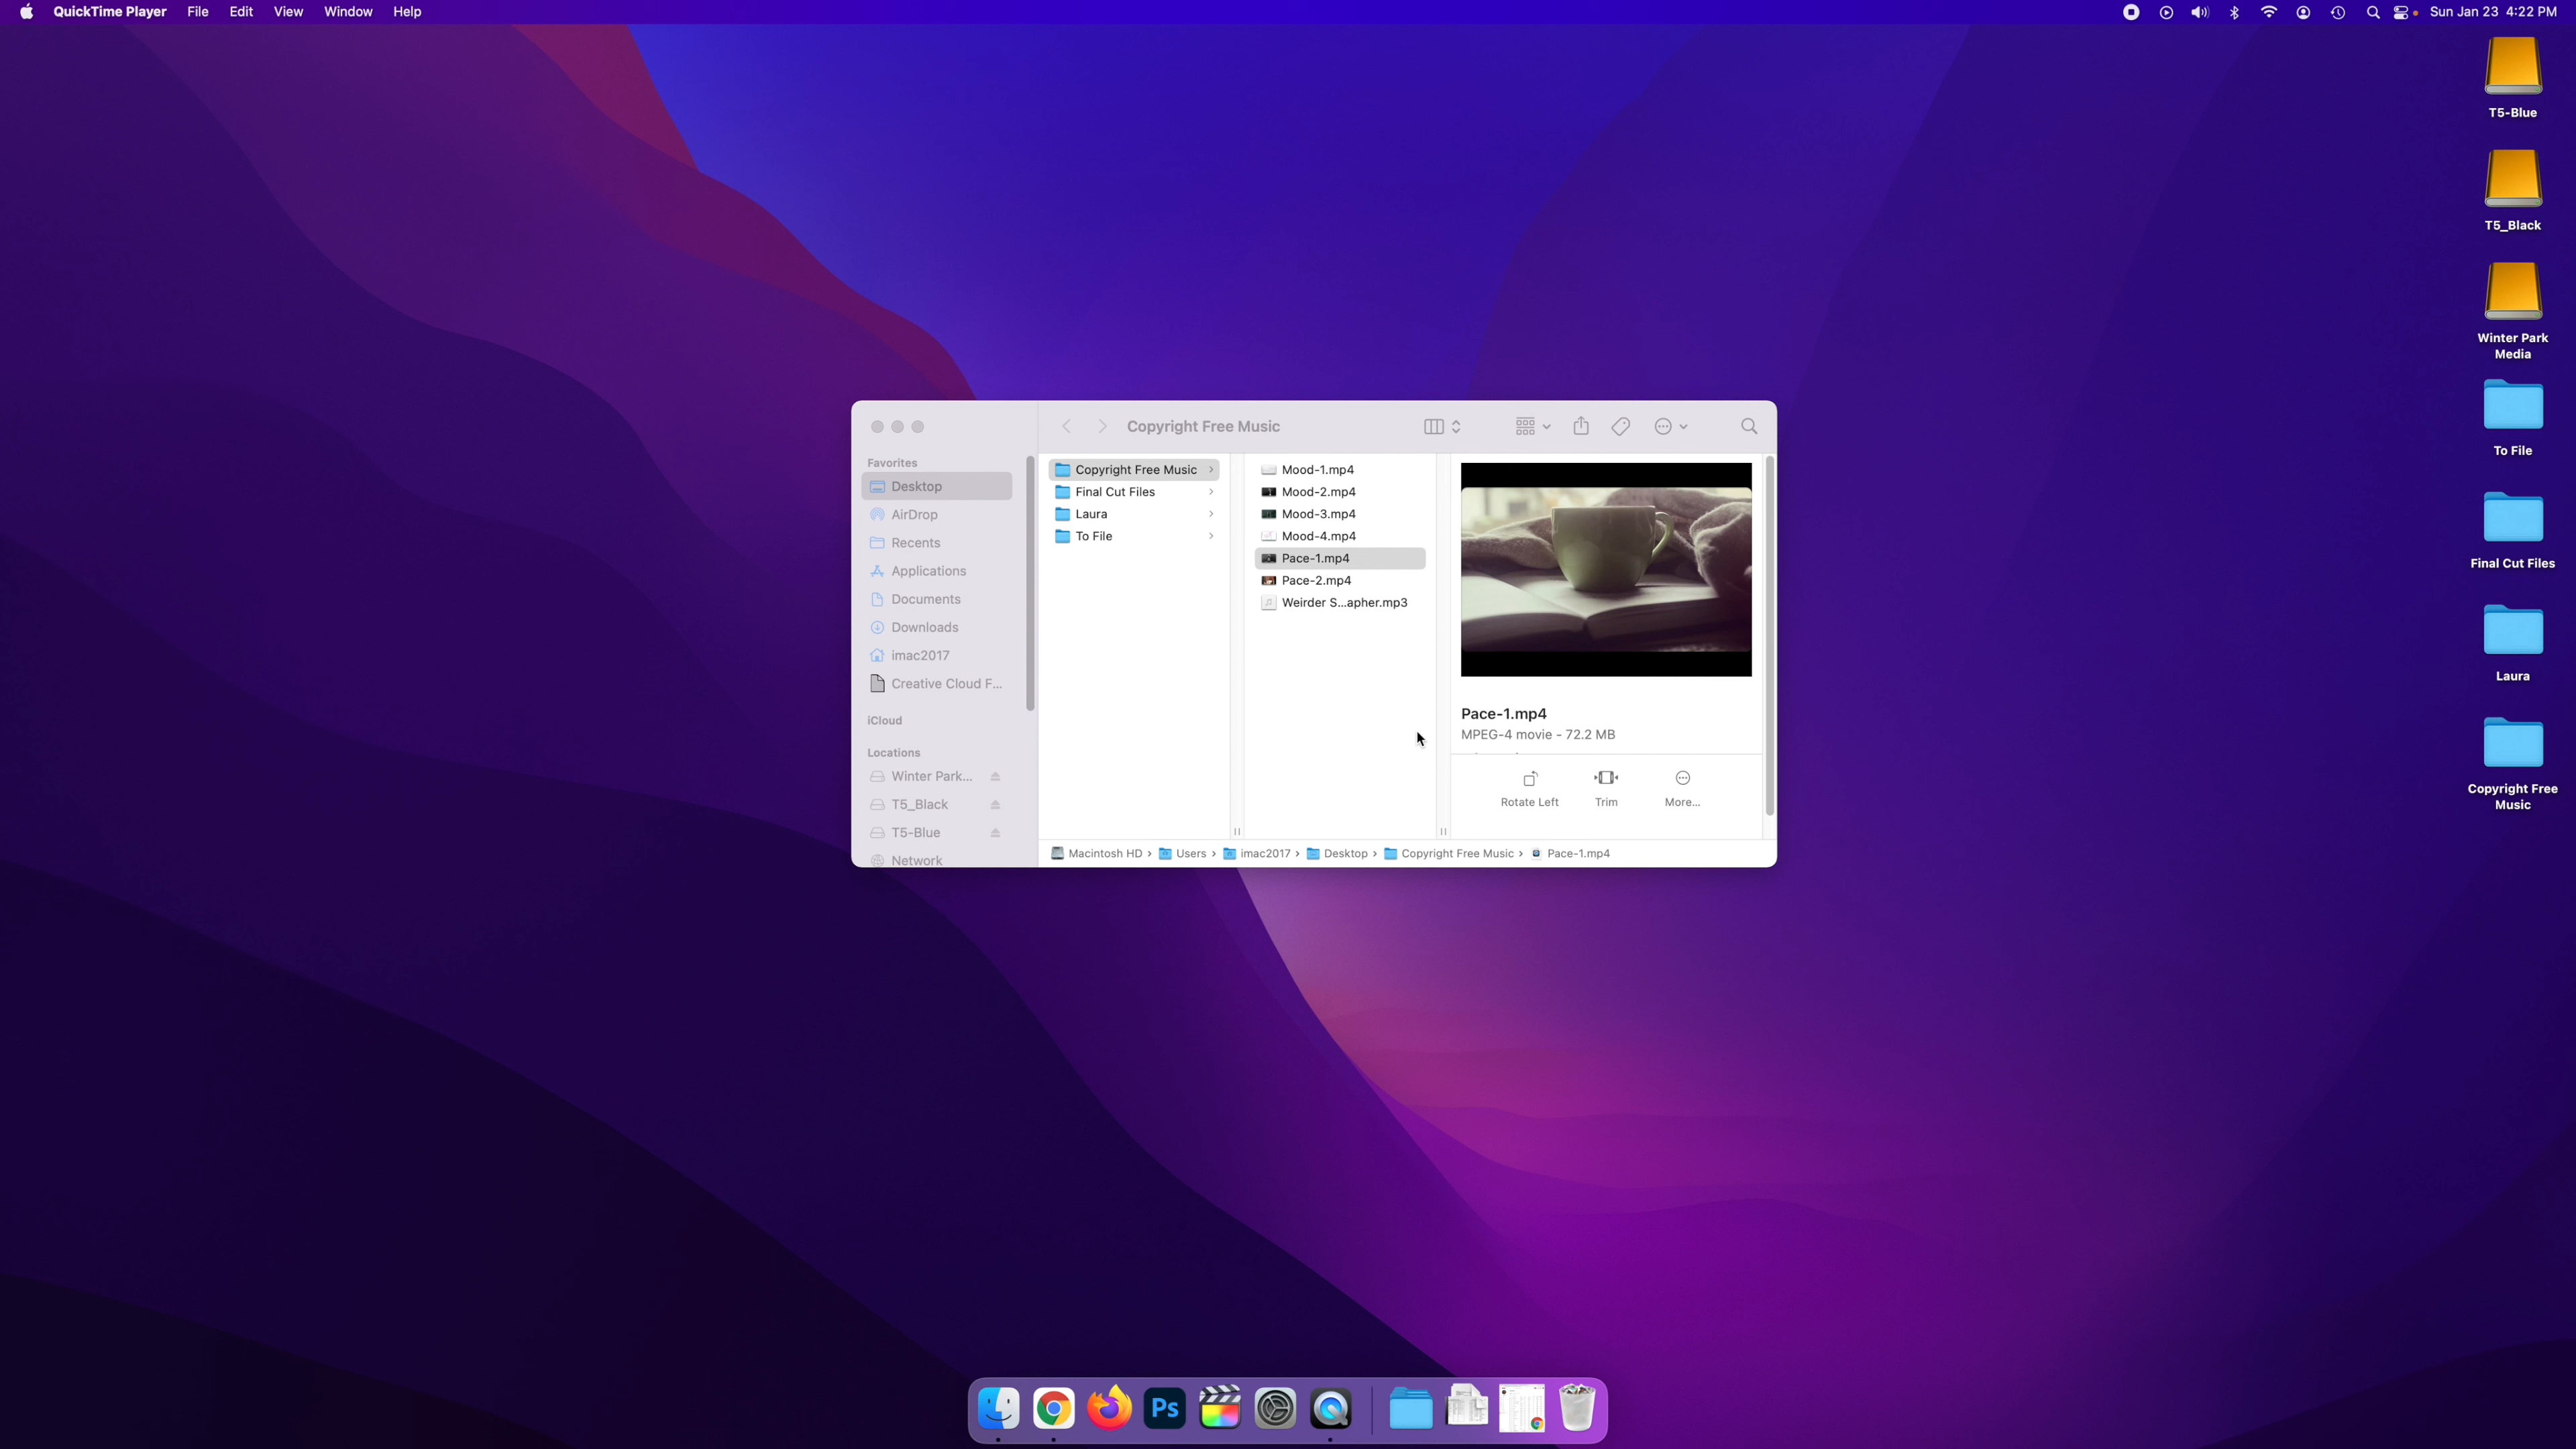 QuickTime Player File Edit View Window Help
Sun Jan 23 4:22 PM
T5-Blue
T5_Black
Winter Park
Media
To File
Final Cut Files
Laura
Copyright Free
Music
Copyright Free Music
Favorites
Desktop
AirDrop
Recents
Applications
Documents
Downloads
imac2017
Creative Cloud F...
iCloud
Locations
Winter Park...
T5_Black
T5-Blue
Network
Copyright Free Music
Final Cut Files
Laura
To File
Mood-1.mp4
Mood-2.mp4
Mood-3.mp4
Mood-4.mp4
Pace-1.mp4
Pace-2.mp4
Weirder S...apher.mp3
Pace-1.mp4
MPEG-4 movie - 72.2 MB
Rotate Left Trim More...
Macintosh HD › Users › imac2017 › Desktop › Copyright Free Music › Pace-1.mp4
Ps